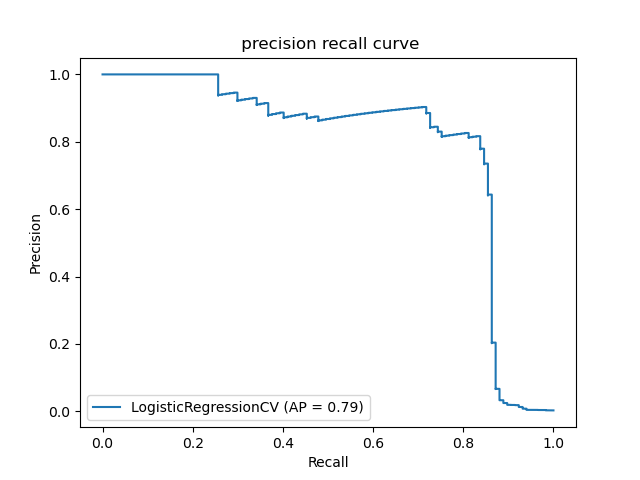 precision recall curve
1.0
0.8
0.6
0.4
0.2
0.0
Precision
LogisticRegressionCV (AP = 0.79)
0.0 0.2 0.4 0.6 0.8 1.0
Recall